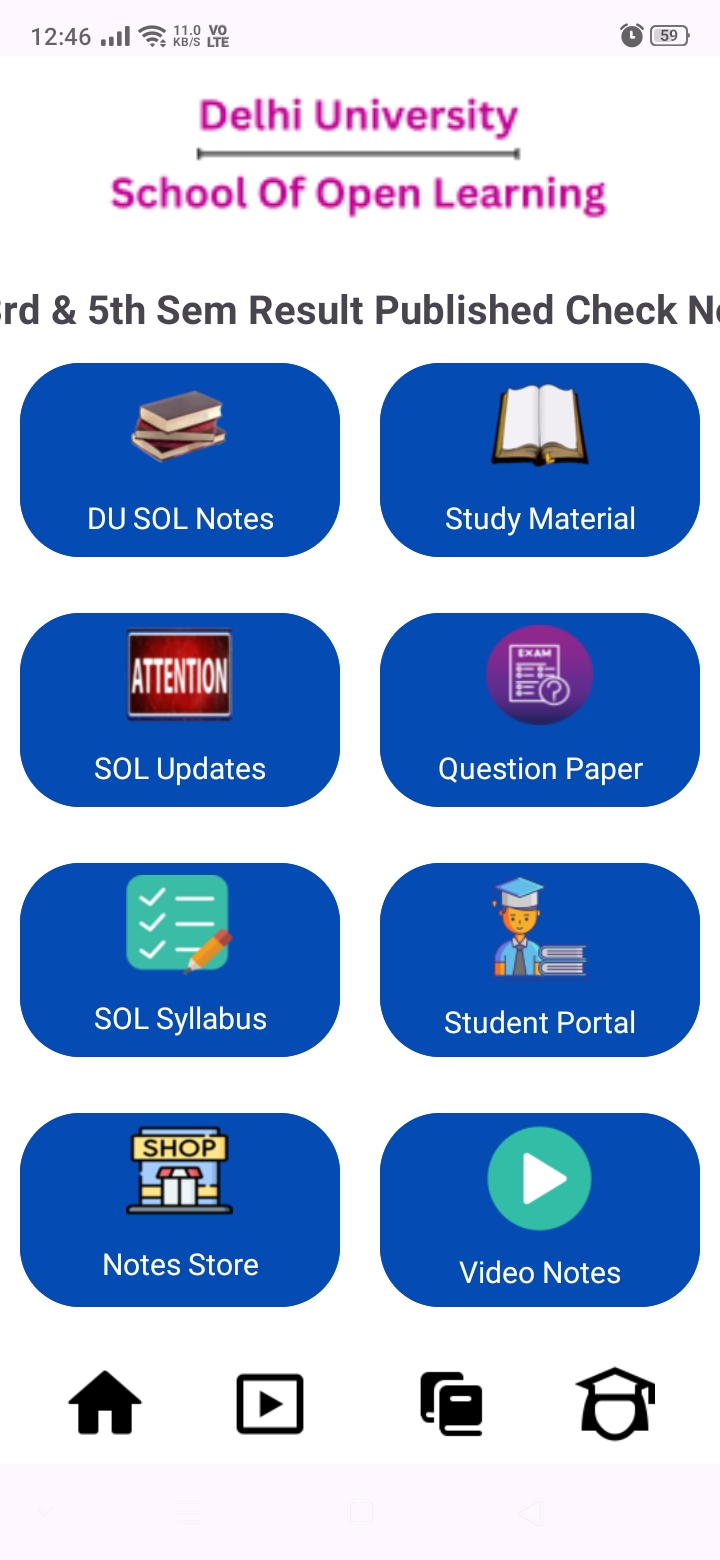 12:46 11.0 KB/S VO LTE 59
Delhi University
School Of Open Learning
& 5th Sem Result Published Check
DU SOL Notes
Study Material
ATTENTION
SOL Updates
EXAM
Question Paper
SOL Syllabus
Student Portal
SHOP
Notes Store
Video Notes